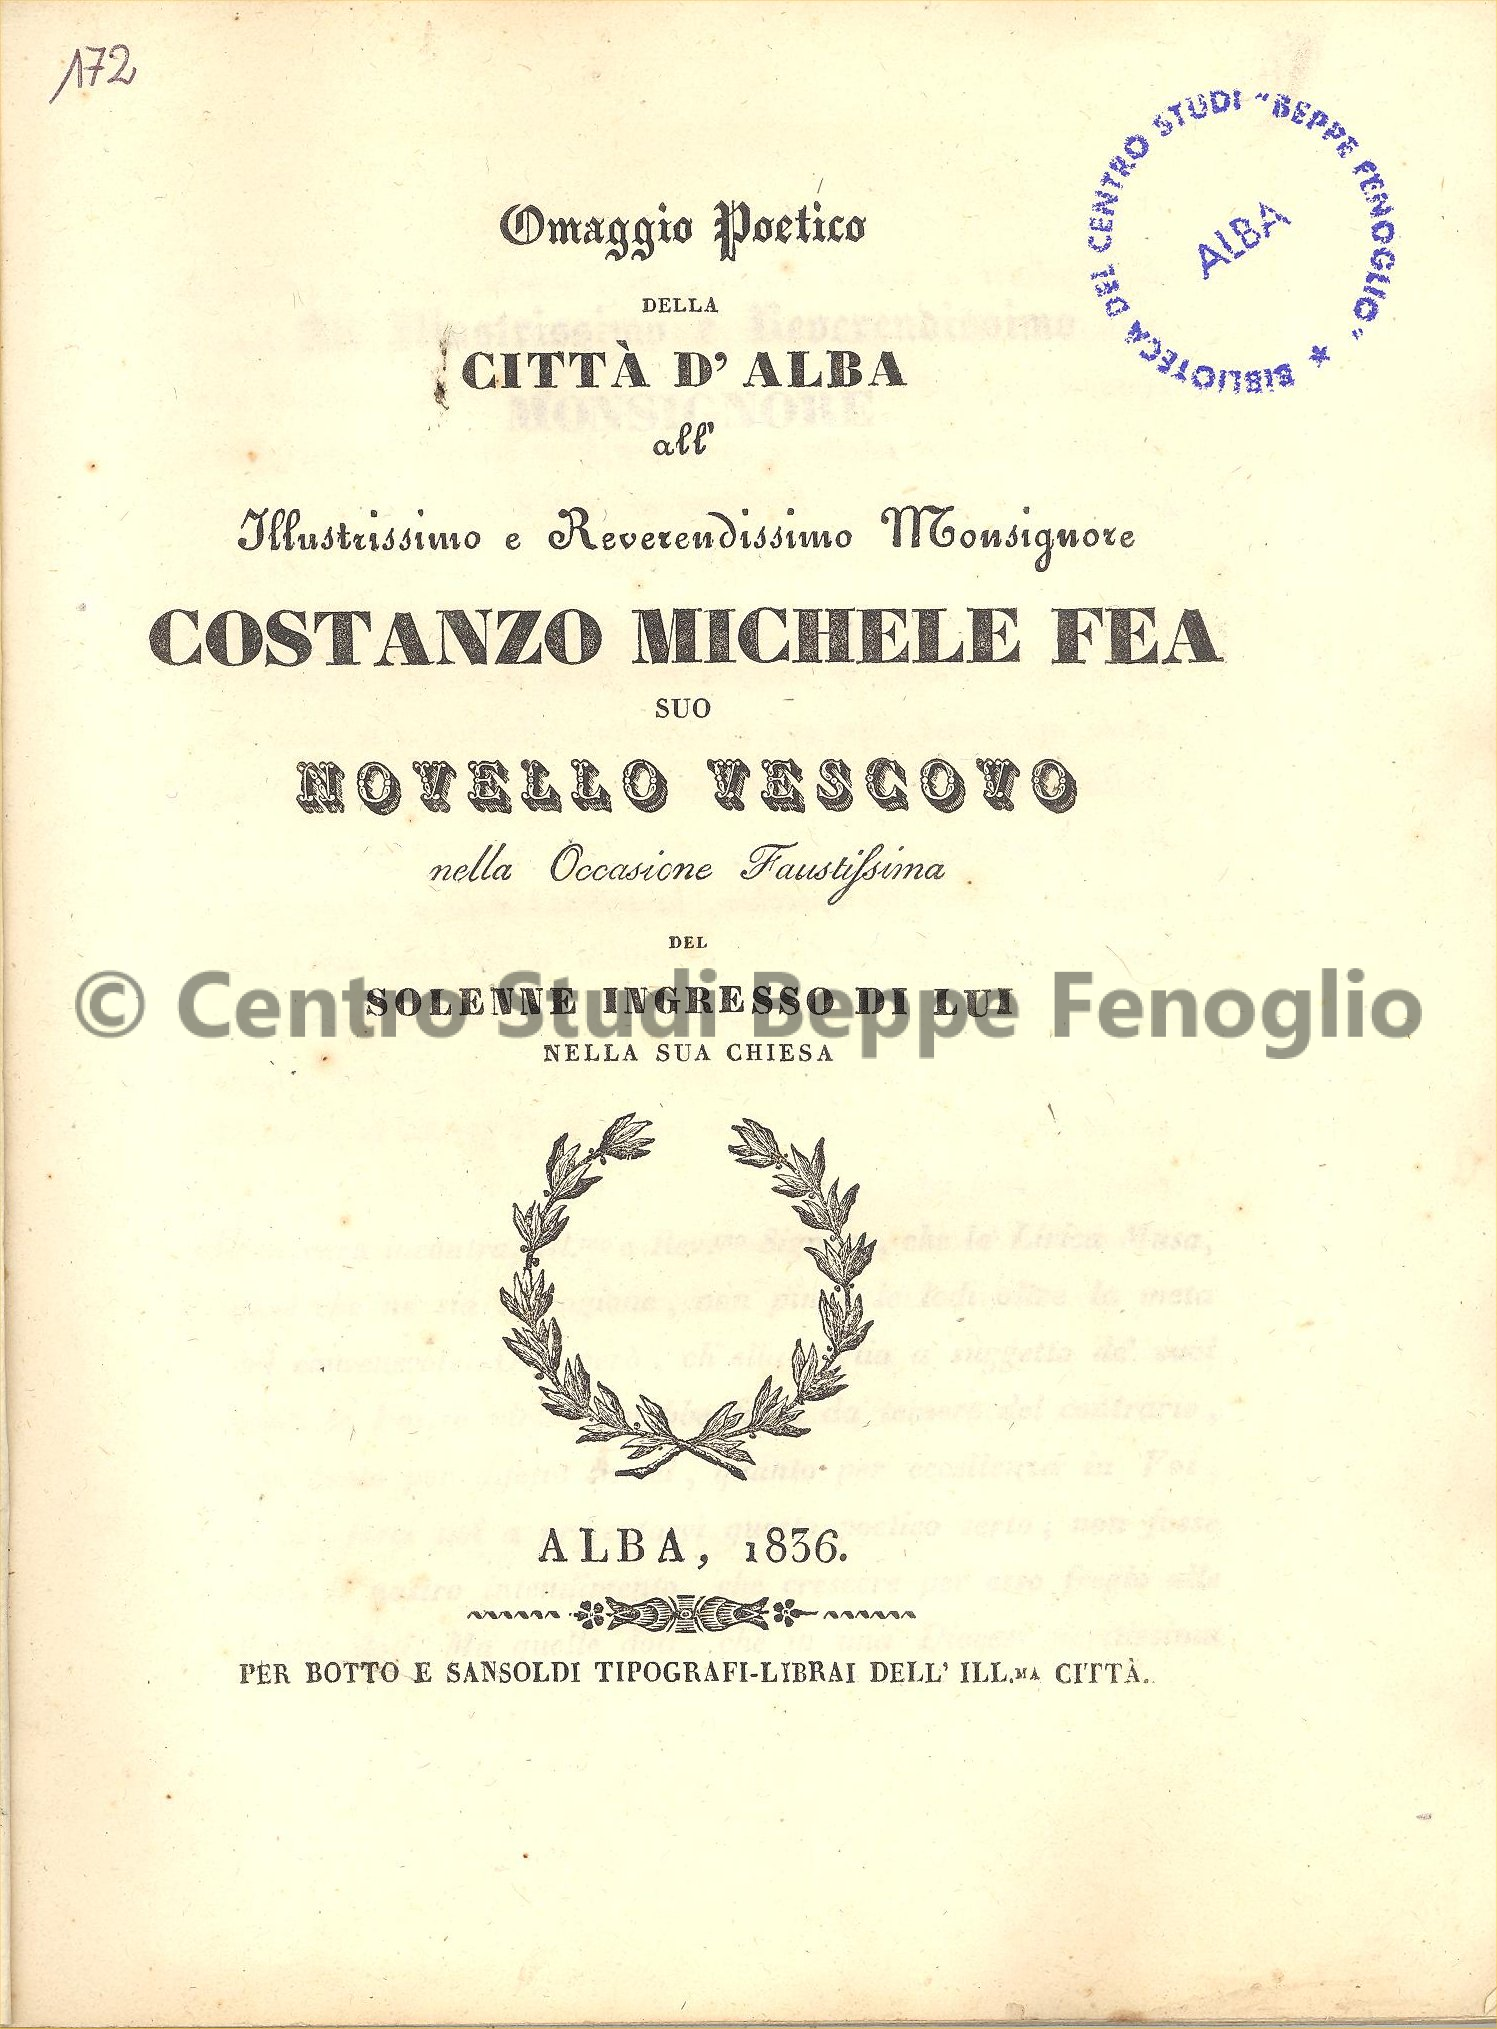 172
BIBLIOTECA DEL CENTRO STUDI "BEPPE FENOGLIO" ★
ALBA
Omaggio Poetico
DELLA
CITTÀ D' ALBA
all'
Illustrissimo e Reverendissimo Monsignore
COSTANZO MICHELE FEA
SUO
NOVELLO VESCOVO
nella Occasione Faustissima
DEL
SOLENNE INGRESSO DI LUI
© Centro Studi Beppe Fenoglio
NELLA SUA CHIESA
ALBA, 1836.
PER BOTTO E SANSOLDI TIPOGRAFI-LIBRAI DELL' ILL.MA CITTÀ.